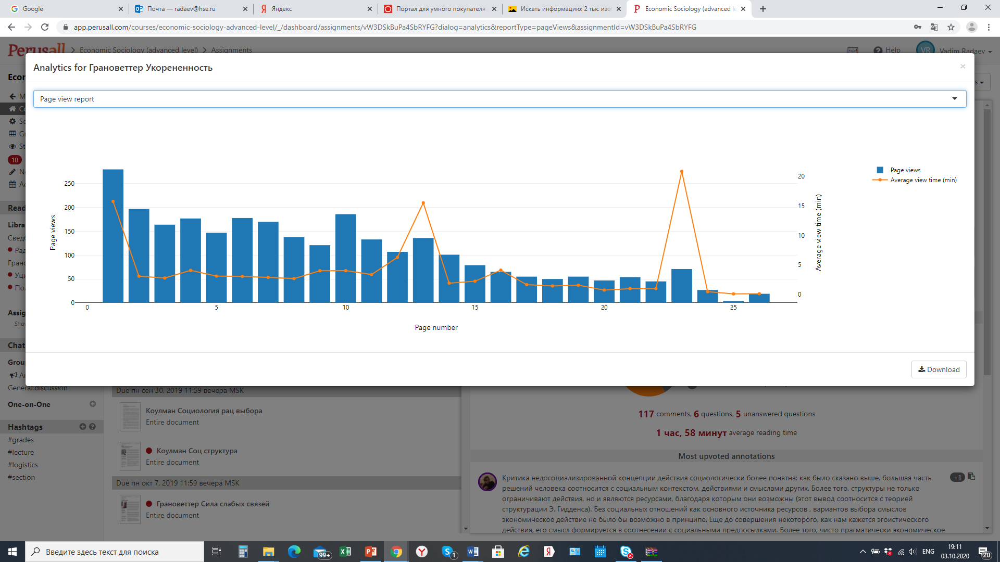 Google
Почта — radaev@hse.ru
Яндекс
Портал для умного покупателя
Искать информацию: 2 тыс изо
Economic Sociology (advanced le
app.perusall.com/courses/economic-sociology-advanced-level/_/dashboard/assignments/vW3DSkBuPa4SbRYFG?dialog=analytics&reportType=pageViews&assignmentId=vW3DSkBuPa4SbRYFG
Perusall
Economic Sociology (advanced level)
Assignments
Help
VR
Vadim Radaev
Analytics for Грановеттер Укорененность
×
Page view report
Econ
10
Read
Libra
Свед
Рад
Гран
Уци
Пол
Assig
Show
Chat
Grou
General discussion
One-on-One
Hashtags
#grades
#lecture
#logistics
#section
Page views
250
200
150
100
50
0
0
5
10
15
20
25
Page number
20
15
10
5
0
Average view time (min)
Page views
Average view time (min)
Download
Due пн сен 30, 2019 11:59 вечера MSK
Коулман Социология рац выбора
Entire document
Коулман Соц структура
Entire document
Due пн окт 7, 2019 11:59 вечера MSK
Грановеттер Сила слабых связей
Entire document
117 comments, 6 questions, 5 unanswered questions
1 час, 58 минут average reading time
Most upvoted annotations
Критика недосоциализированной концепции действия социологически более понятна: как было сказано выше, большая часть
решений человека соотносится с социальным контекстом, действиями и смыслами других. Более того, структуры не только
ограничивают действия, но и являются ресурсами, благодаря которым они возможны (этот вывод соотносится с теорией
структурации Э. Гидденса). Без социальных отношений как основного источника ресурсов , вариантов выбора смыслов
экономическое действие не было бы возможно в принципе. Еще до совершения некоторого, как нам кажется эгоистического
действия, его смысл формируется в соотнесении с социальными предпосылками. Более того, чисто прагматически экономическое
+1
Введите здесь текст для поиска
99+
1
ENG
19:11
03.10.2020
20